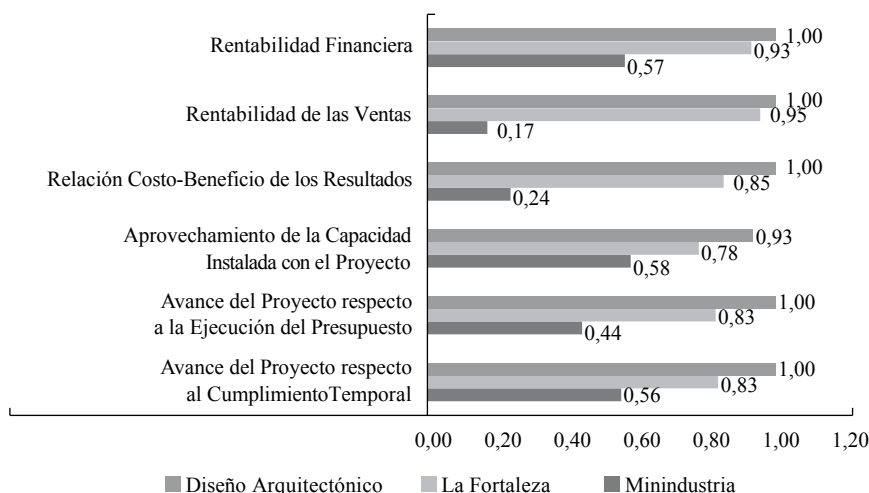 Rentabilidad Financiera
1,00
0,93
0,57
Rentabilidad de las Ventas
1,00
0,95
0,17
Relación Costo-Beneficio de los Resultados
1,00
0,85
0,24
Aprovechamiento de la Capacidad
Instalada con el Proyecto
0,93
0,78
0,58
Avance del Proyecto respecto
a la Ejecución del Presupuesto
1,00
0,83
0,44
Avance del Proyecto respecto
al CumplimientoTemporal
1,00
0,83
0,56
0,00 0,20 0,40 0,60 0,80 1,00 1,20
Diseño Arquitectónico La Fortaleza Minindustria